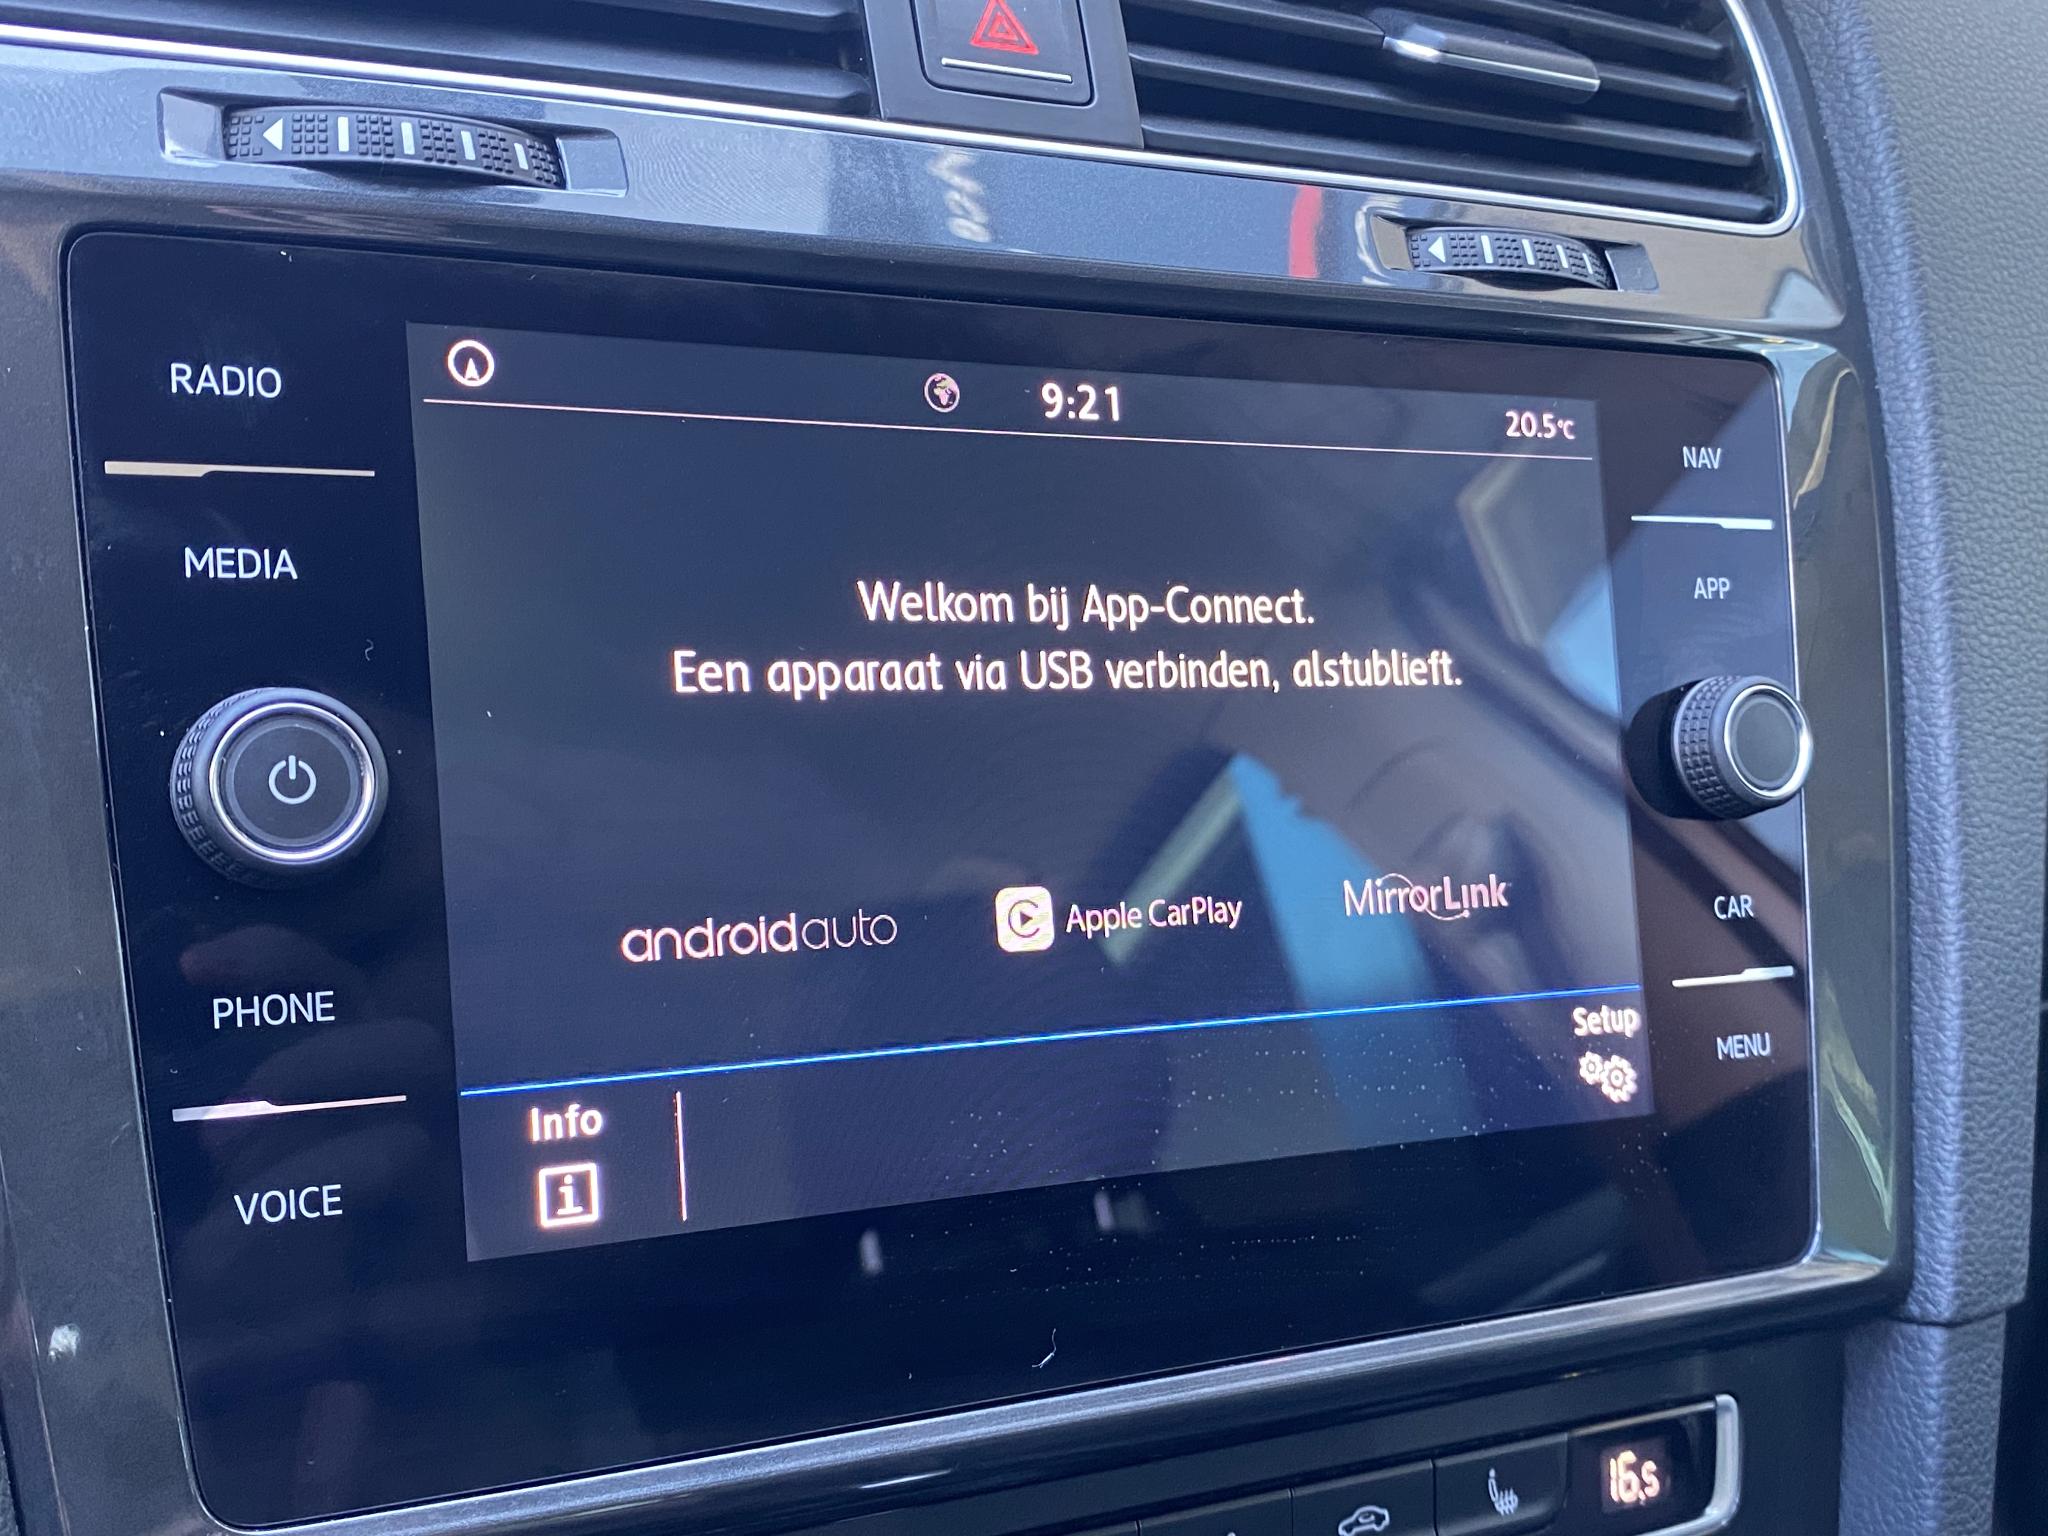 RADIO
MEDIA
PHONE
VOICE
9:21
20.5°C
Welkom bij App-Connect.
Een apparaat via USB verbinden, alstublieft.
androidauto
Apple CarPlay
MirrorLink
Setup
Info
i
NAV
APP
CAR
MENU
16.5